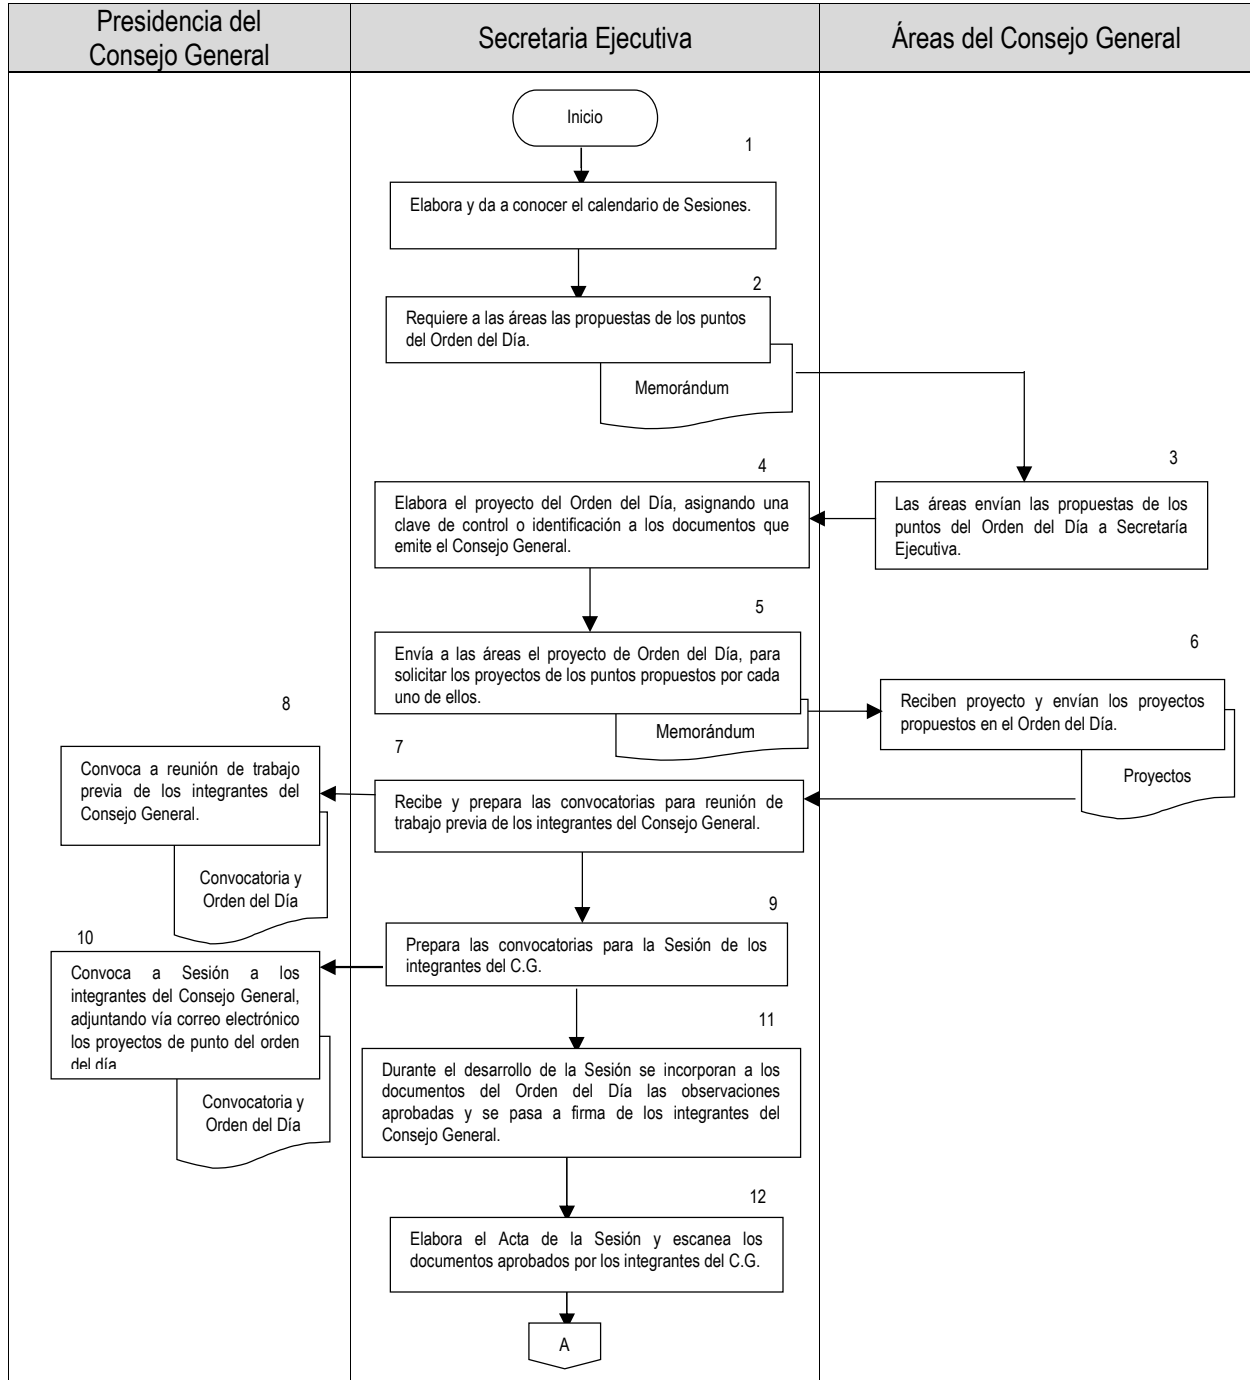 Presidencia del
Consejo General
Secretaria Ejecutiva
Áreas del Consejo General
Inicio
1
Elabora y da a conocer el calendario de Sesiones.
2
Requiere a las áreas las propuestas de los puntos
del Orden del Día.
Memorándum
3
Las áreas envían las propuestas de los
puntos del Orden del Día a Secretaría
Ejecutiva.
4
Elabora el proyecto del Orden del Día, asignando una
clave de control o identificación a los documentos que
emite el Consejo General.
5
Envía a las áreas el proyecto de Orden del Día, para
solicitar los proyectos de los puntos propuestos por cada
uno de ellos.
Memorándum
6
Reciben proyecto y envían los proyectos
propuestos en el Orden del Día.
Proyectos
7
Recibe y prepara las convocatorias para reunión de
trabajo previa de los integrantes del Consejo General.
8
Convoca a reunión de trabajo
previa de los integrantes del
Consejo General.
Convocatoria y
Orden del Día
9
Prepara las convocatorias para la Sesión de los
integrantes del C.G.
10
Convoca a Sesión a los
integrantes del Consejo General,
adjuntando vía correo electrónico
los proyectos de punto del orden
del día
Convocatoria y
Orden del Día
11
Durante el desarrollo de la Sesión se incorporan a los
documentos del Orden del Día las observaciones
aprobadas y se pasa a firma de los integrantes del
Consejo General.
12
Elabora el Acta de la Sesión y escanea los
documentos aprobados por los integrantes del C.G.
A